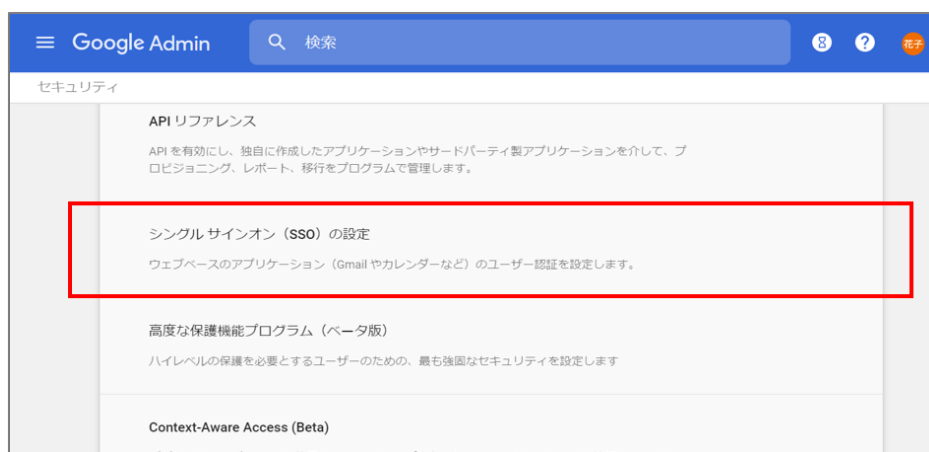 Google Admin
検索
8
?
花子
セキュリティ
API リファレンス
API を有効にし、独自に作成したアプリケーションやサードパーティ製アプリケーションを介して、プ
ロビジョニング、レポート、移行をプログラムで管理します。
シングル サインオン（SSO）の設定
ウェブベースのアプリケーション（Gmail やカレンダーなど）のユーザー認証を設定します。
高度な保護機能プログラム（ベータ版）
ハイレベルの保護を必要とするユーザーのための、最も強固なセキュリティを設定します
Context-Aware Access (Beta)